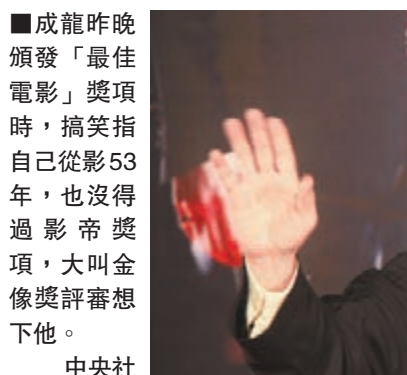 ■成龍昨晚
頒發「最佳
電影」獎項
時，搞笑指
自己從影53
年，也沒得
過影帝獎
項，大叫金
像獎評審想
下他。
中央社